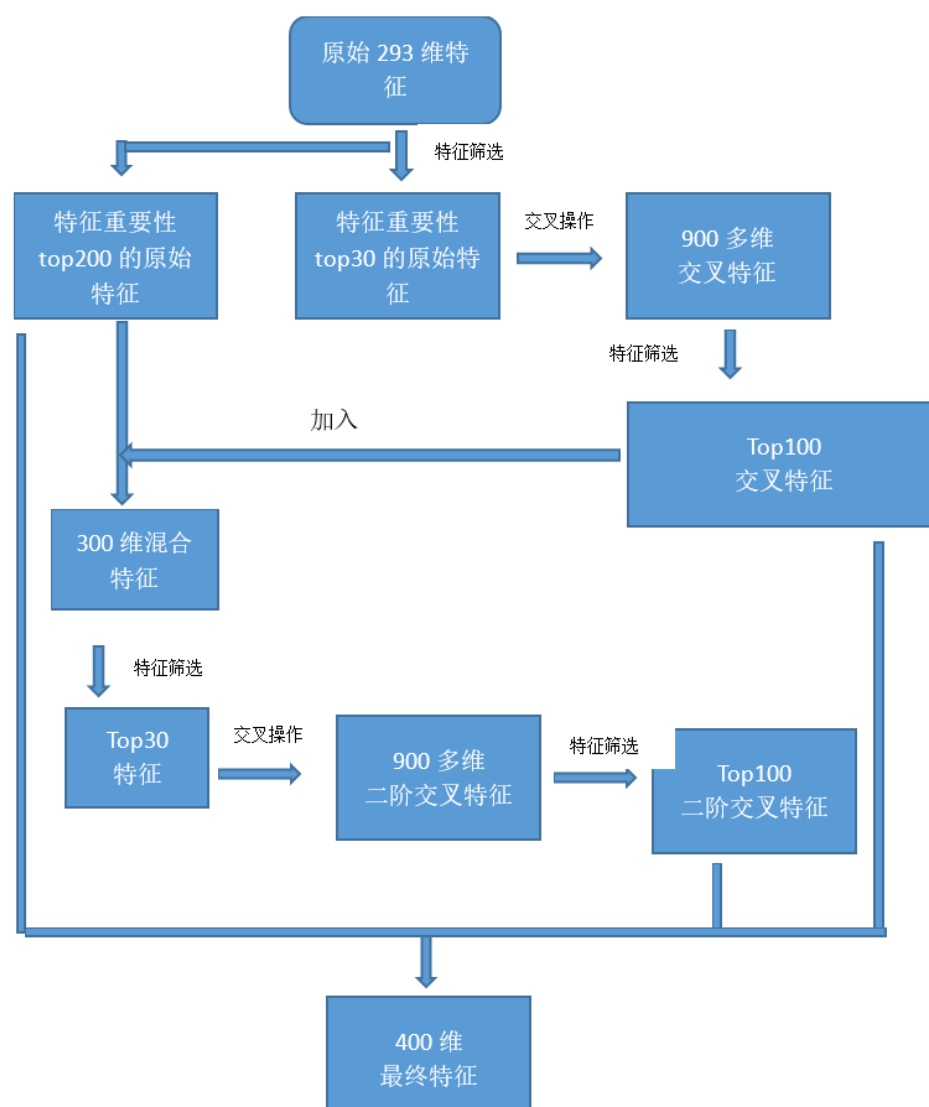 原始 293 维特
征
特征筛选
特征重要性
top200 的原始
特征
特征重要性
top30 的原始特
征
交叉操作
900 多维
交叉特征
特征筛选
加入
Top100
交叉特征
300 维混合
特征
特征筛选
Top30
特征
交叉操作
900 多维
二阶交叉特征
特征筛选
Top100
二阶交叉特征
400 维
最终特征